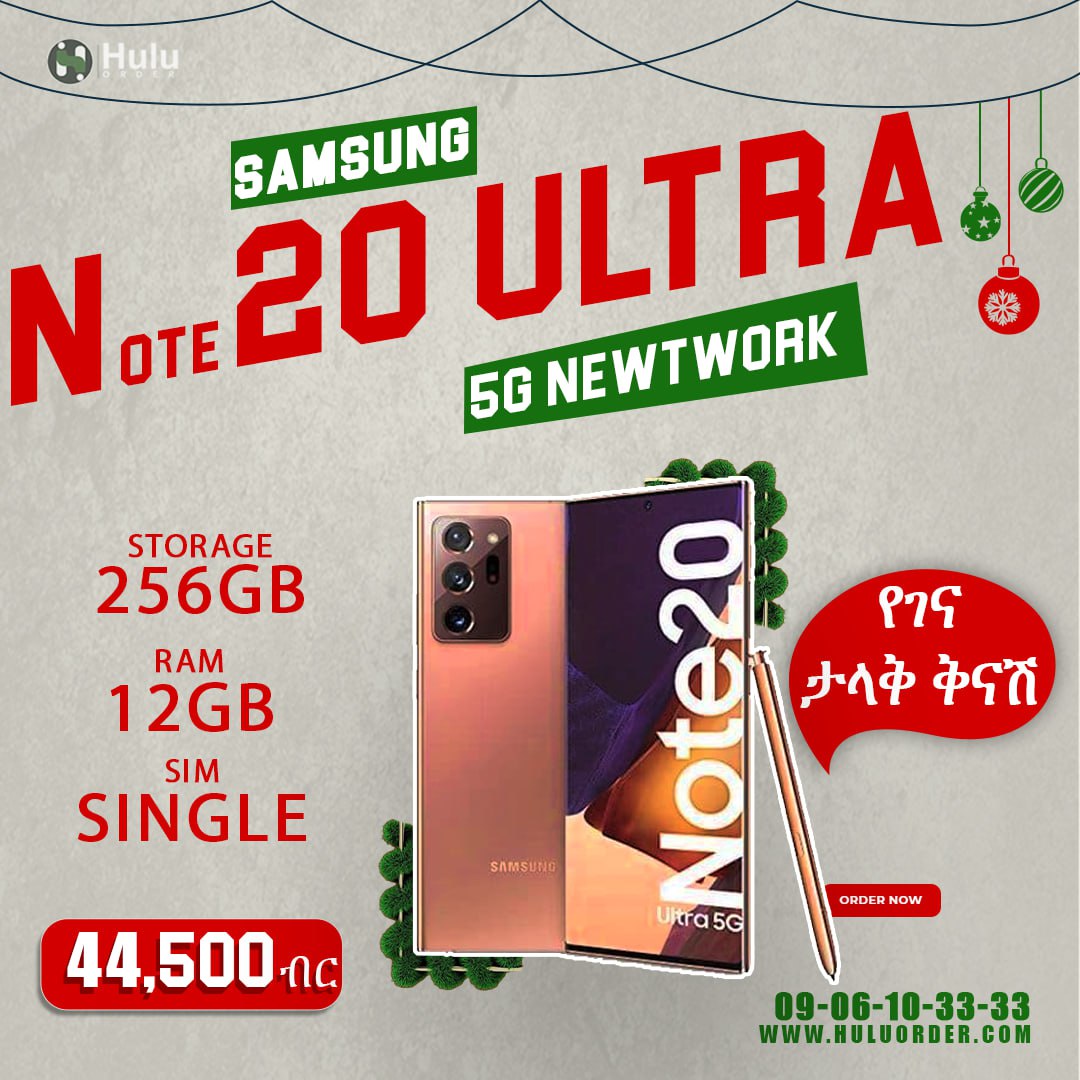 Hulu
ORDER
SAMSUNG
NOTE 20 ULTRA
5G NEWTWORK
STORAGE
256GB
RAM
12GB
SIM
SINGLE
SAMSUNG
Note20
Ultra 5G
የገና
ታላቅ ቅናሽ
ORDER NOW
44,500 ብር
09-06-10-33-33
WWW.HULUORDER.COM